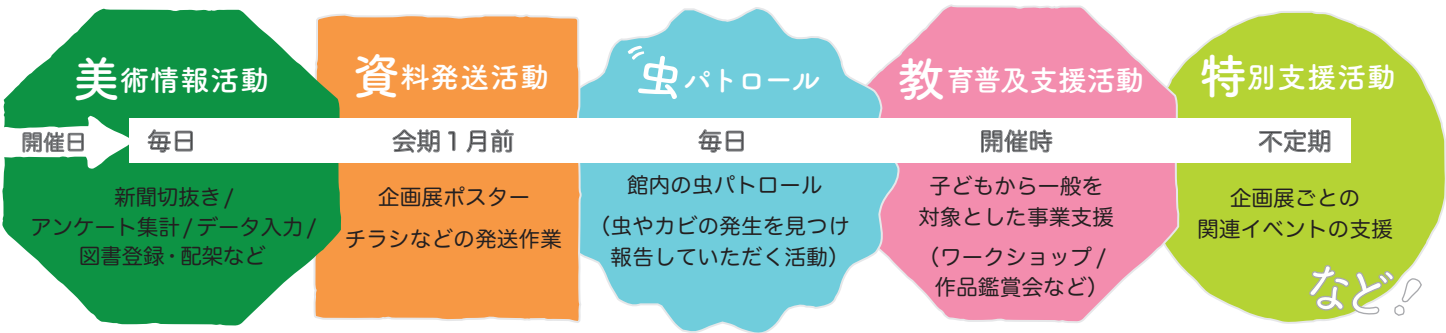 美術情報活動
資料発送活動
虫パトロール
教育普及支援活動
特別支援活動
開催日
毎日
会期1月前
毎日
開催時
不定期
新聞切抜き/
アンケート集計/データ入力/
図書登録・配架など
企画展ポスター
チラシなどの発送作業
館内の虫パトロール
（虫やカビの発生を見つけ
報告していただく活動）
子どもから一般を
対象とした事業支援
（ワークショップ/
作品鑑賞会など）
企画展ごとの
関連イベントの支援
など!